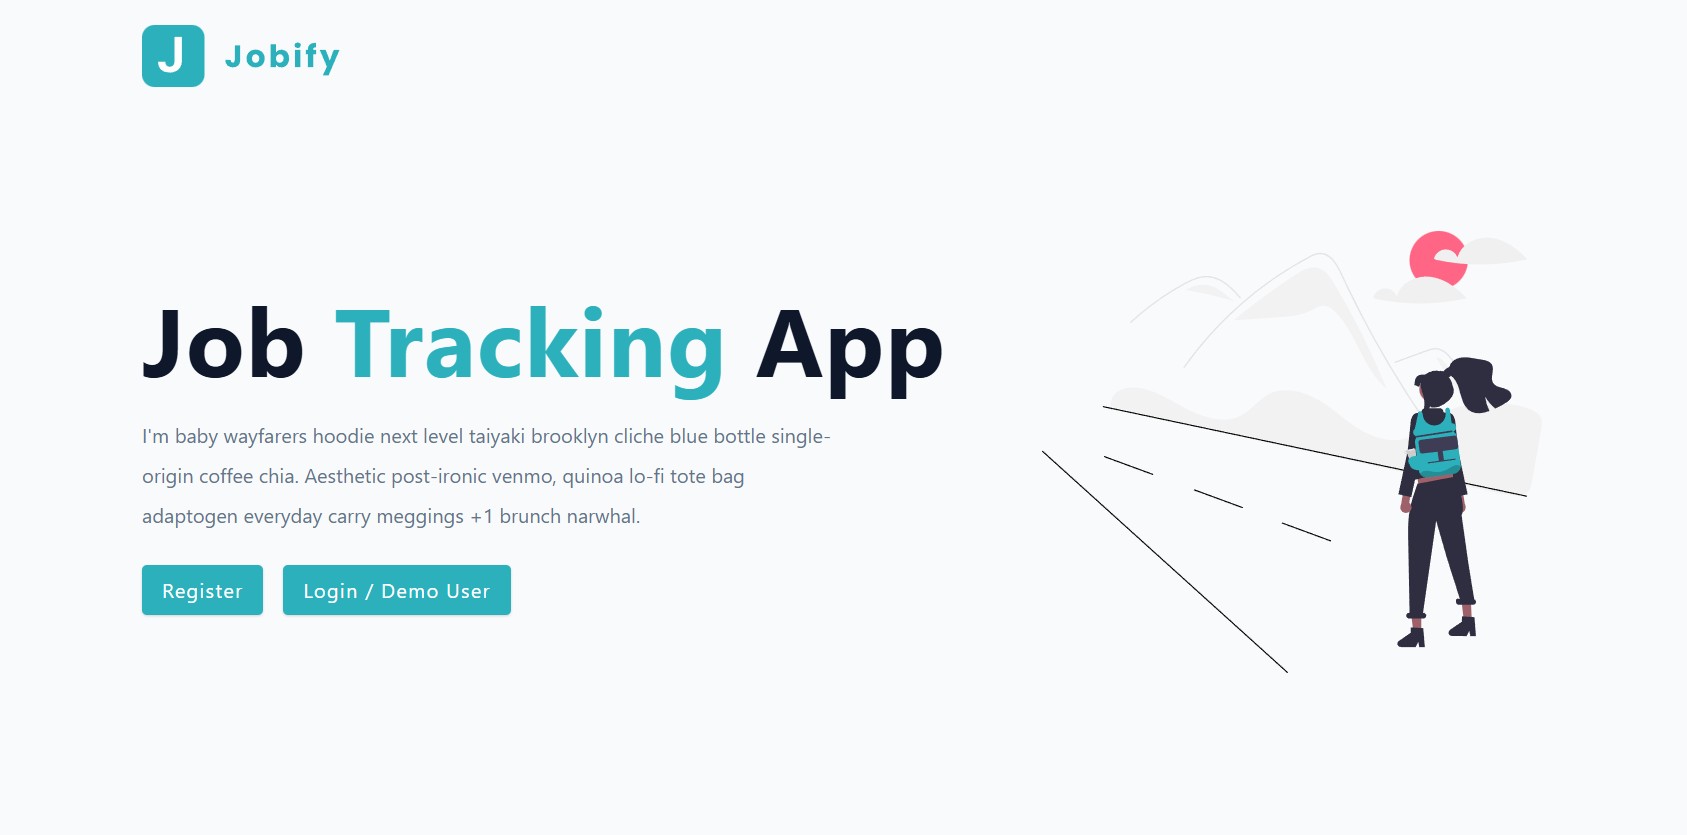 J Jobify
Job Tracking App
I'm baby wayfarers hoodie next level taiyaki brooklyn cliche blue bottle single-
origin coffee chia. Aesthetic post-ironic venmo, quinoa lo-fi tote bag
adaptogen everyday carry meggings +1 brunch narwhal.
Register Login / Demo User